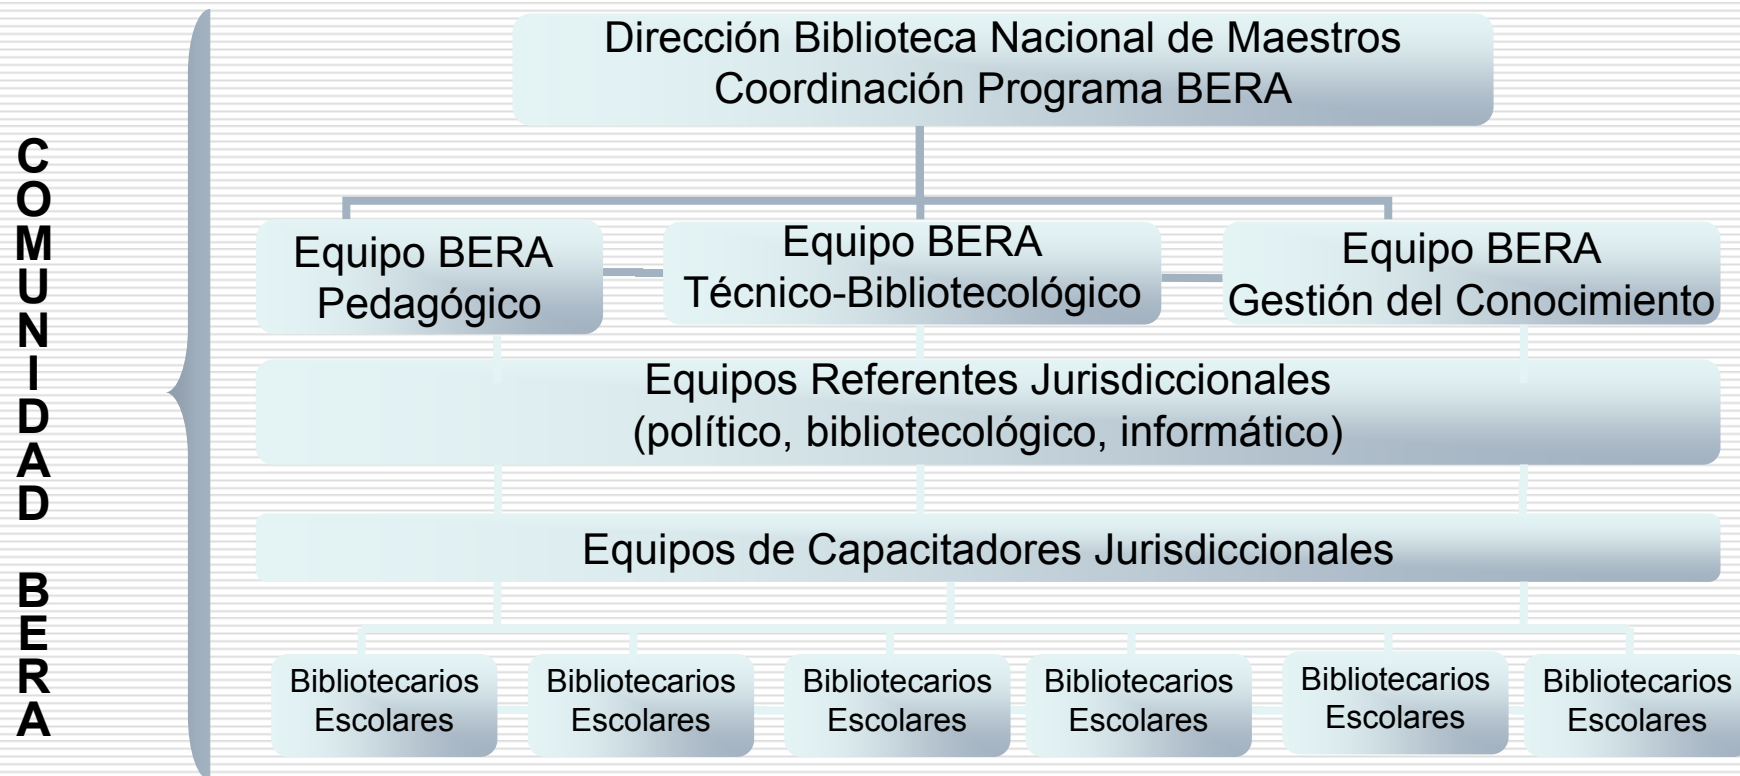 COMUNIDAD BERA
Dirección Biblioteca Nacional de Maestros
Coordinación Programa BERA
Equipo BERA
Pedagógico
Equipo BERA
Técnico-Bibliotecológico
Equipo BERA
Gestión del Conocimiento
Equipos Referentes Jurisdiccionales
(político, bibliotecológico, informático)
Equipos de Capacitadores Jurisdiccionales
Bibliotecarios
Escolares
Bibliotecarios
Escolares
Bibliotecarios
Escolares
Bibliotecarios
Escolares
Bibliotecarios
Escolares
Bibliotecarios
Escolares